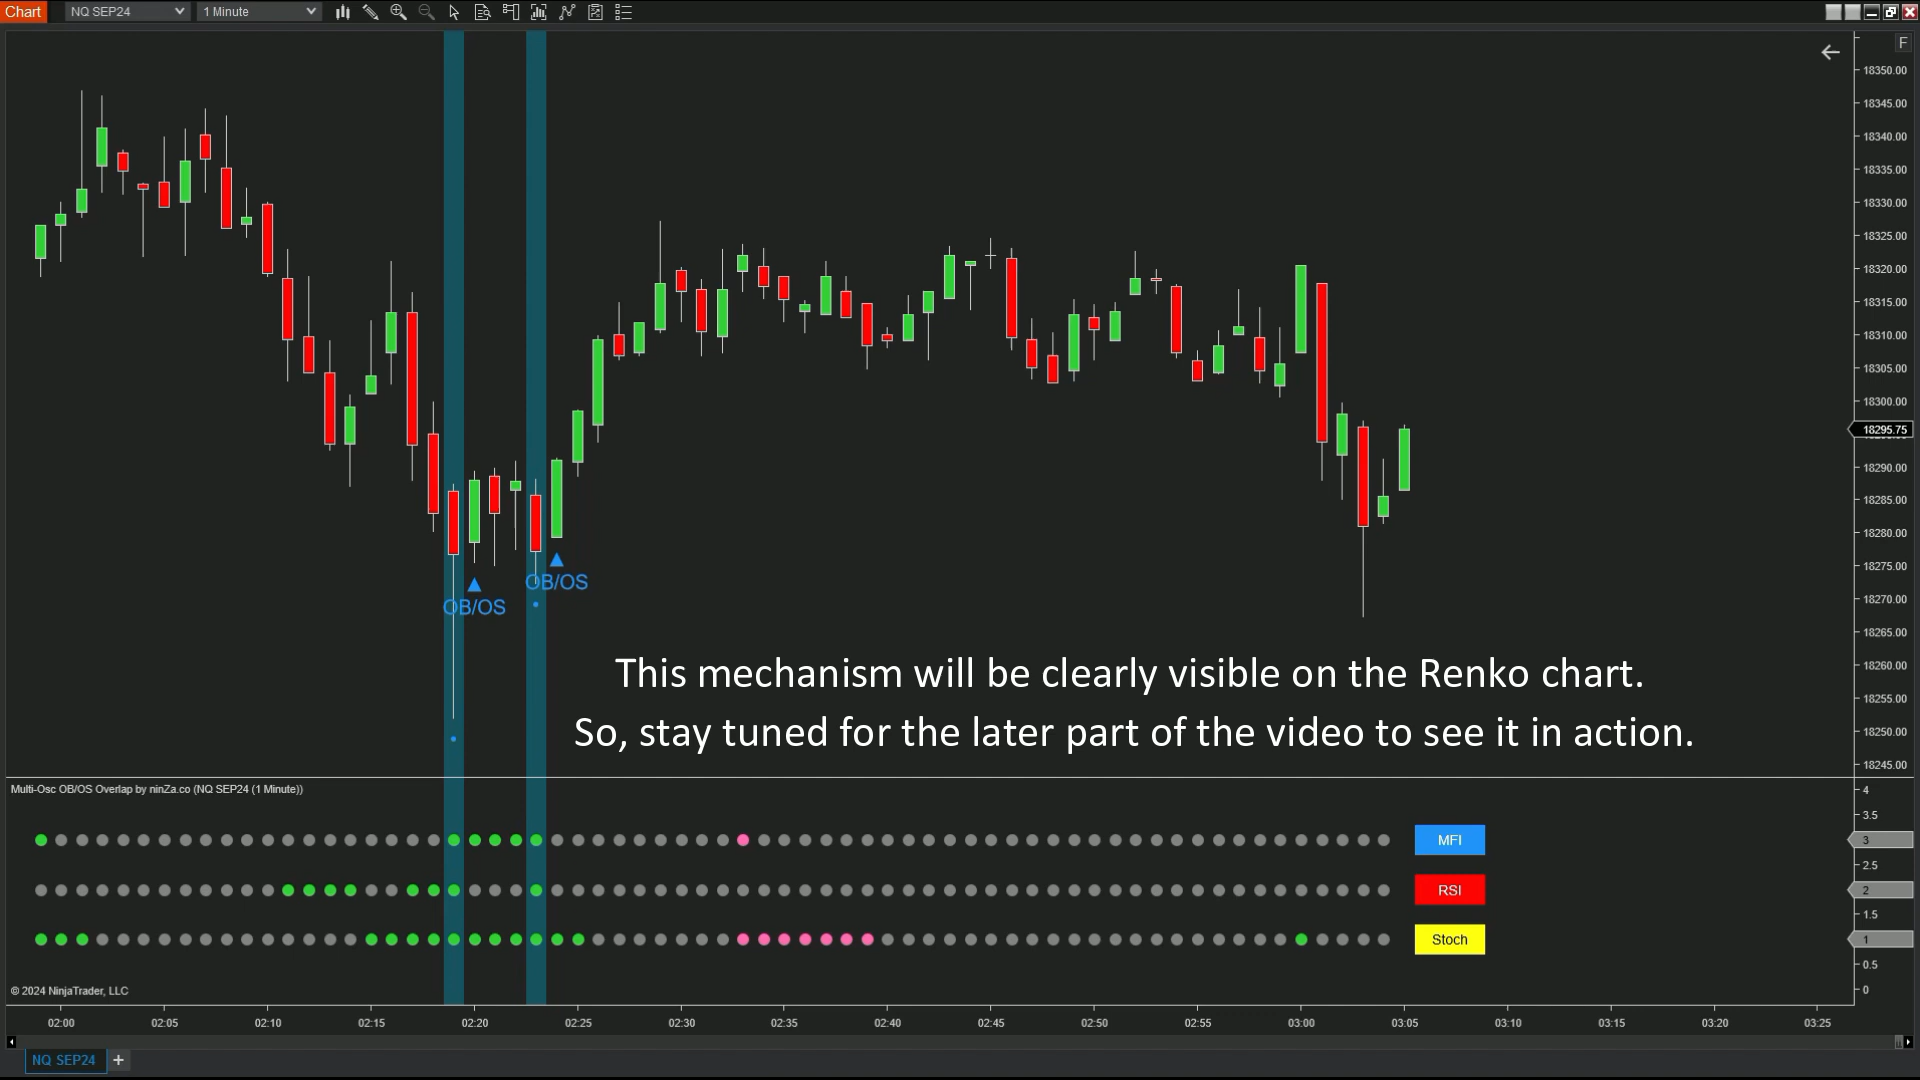 Chart NQ SEP24 1 Minute
F
18350.00
18345.00
18340.00
18335.00
18330.00
18325.00
18320.00
18315.00
18310.00
18305.00
18300.00
18295.75
18290.00
18285.00
18280.00
18275.00
18270.00
18265.00
18260.00
18255.00
18250.00
18245.00
OB/OS
OB/OS
This mechanism will be clearly visible on the Renko chart.
So, stay tuned for the later part of the video to see it in action.
Multi-Osc OB/OS Overlap by ninZa.co (NQ SEP24 (1 Minute))
4
3.5
MFI 3
2.5
RSI 2
1.5
Stoch 1
0.5
0
© 2024 NinjaTrader, LLC
02:00 02:05 02:10 02:15 02:20 02:25 02:30 02:35 02:40 02:45 02:50 02:55 03:00 03:05 03:10 03:15 03:20 03:25
NQ SEP24 +